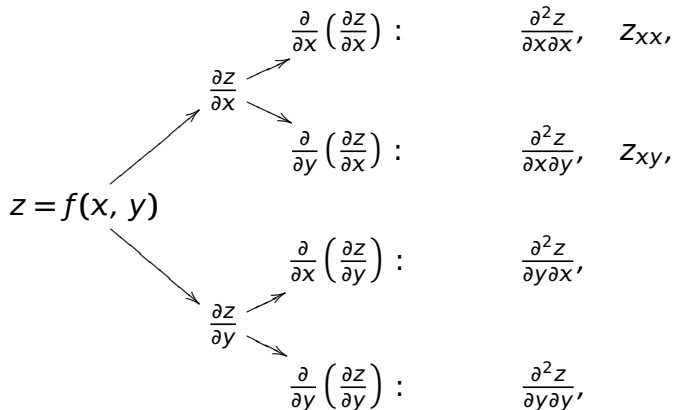 ∂/∂x (∂z/∂x) : ∂²z/∂x∂x, z_xx,
∂z/∂x
∂/∂y (∂z/∂x) : ∂²z/∂x∂y, z_xy,
z = f(x, y)
∂/∂x (∂z/∂y) : ∂²z/∂y∂x,
∂z/∂y
∂/∂y (∂z/∂y) : ∂²z/∂y∂y,